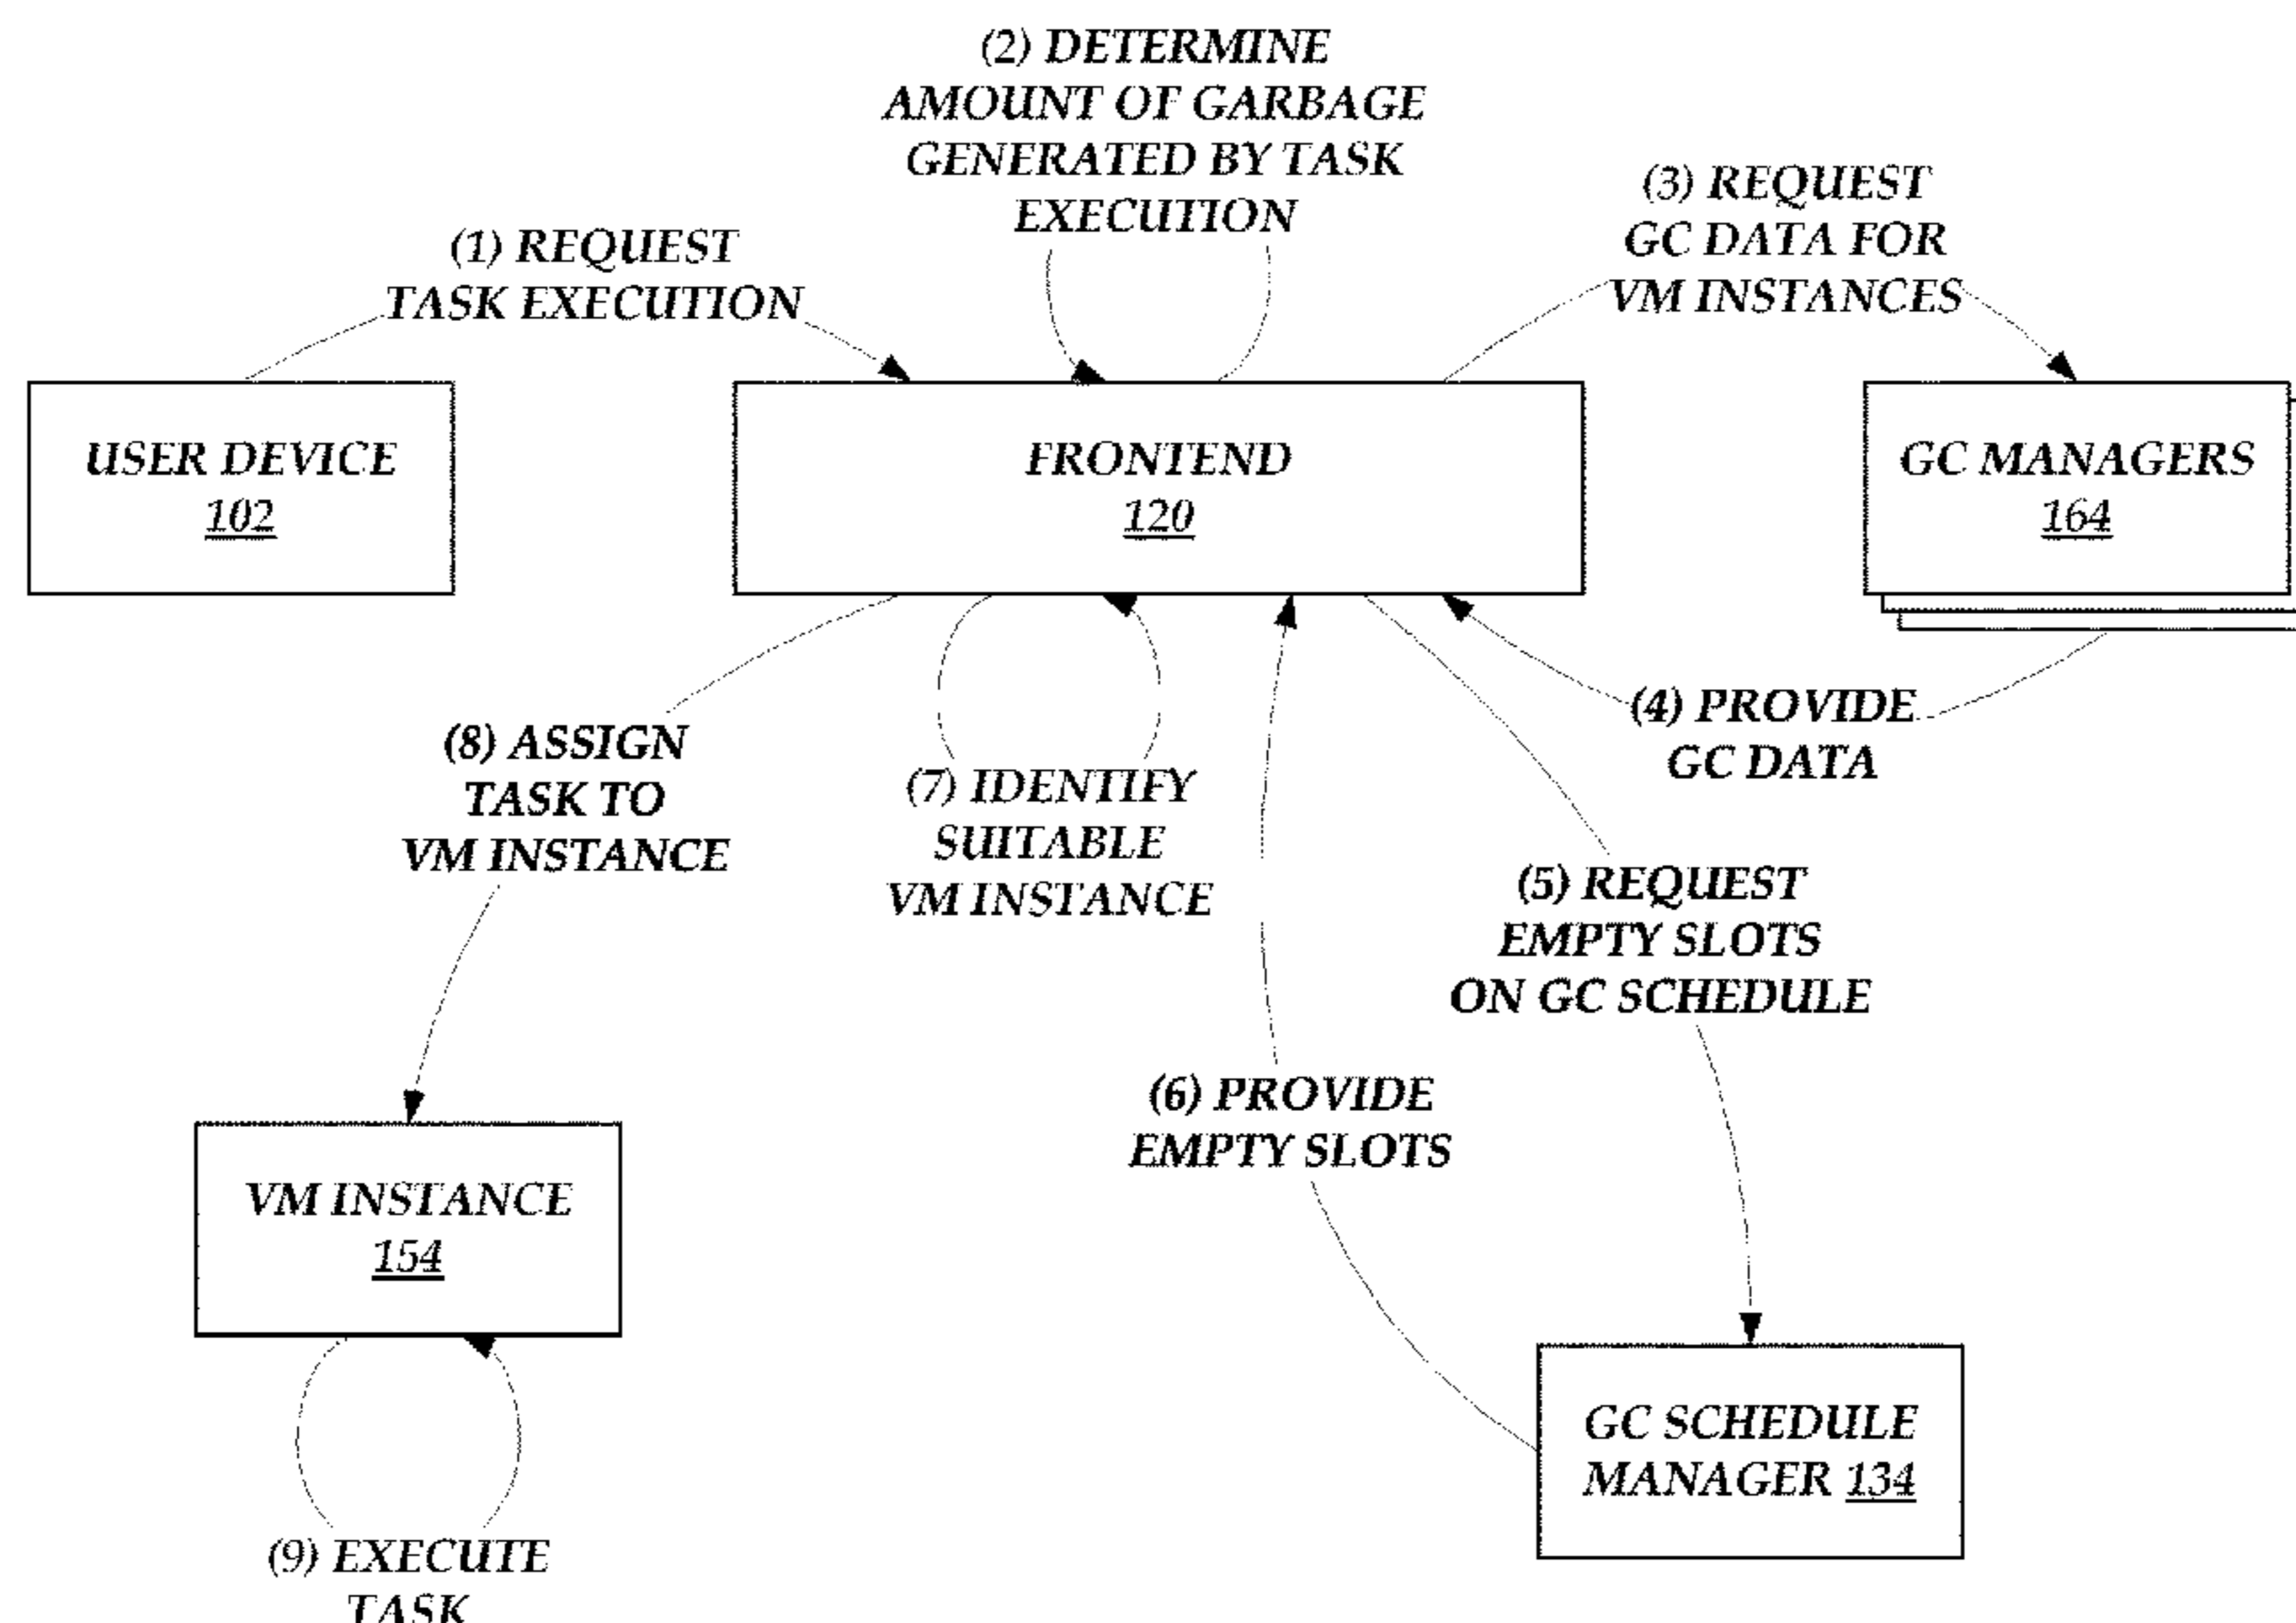 (2) DETERMINE
AMOUNT OF GARBAGE
GENERATED BY TASK
EXECUTION
(1) REQUEST
TASK EXECUTION
(3) REQUEST
GC DATA FOR
VM INSTANCES
USER DEVICE
102
FRONTEND
120
GC MANAGERS
164
(4) PROVIDE
GC DATA
(8) ASSIGN
TASK TO
VM INSTANCE
(7) IDENTIFY
SUITABLE
VM INSTANCE
(5) REQUEST
EMPTY SLOTS
ON GC SCHEDULE
(6) PROVIDE
EMPTY SLOTS
VM INSTANCE
154
GC SCHEDULE
MANAGER 134
(9) EXECUTE
TASK